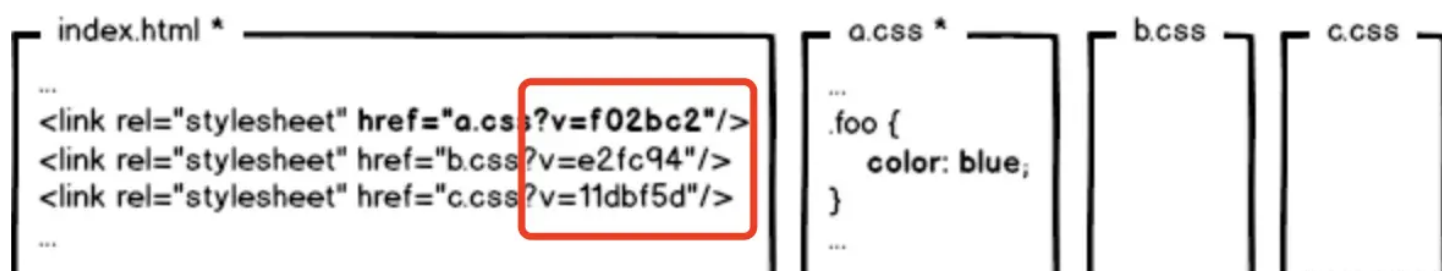 index.html *
...
<link rel="stylesheet" href="a.css?v=f02bc2"/>
<link rel="stylesheet" href="b.css?v=e2fc94"/>
<link rel="stylesheet" href="c.css?v=11dbf5d"/>
...
a.css *
...
.foo {
color: blue;
}
...
b.css
c.css